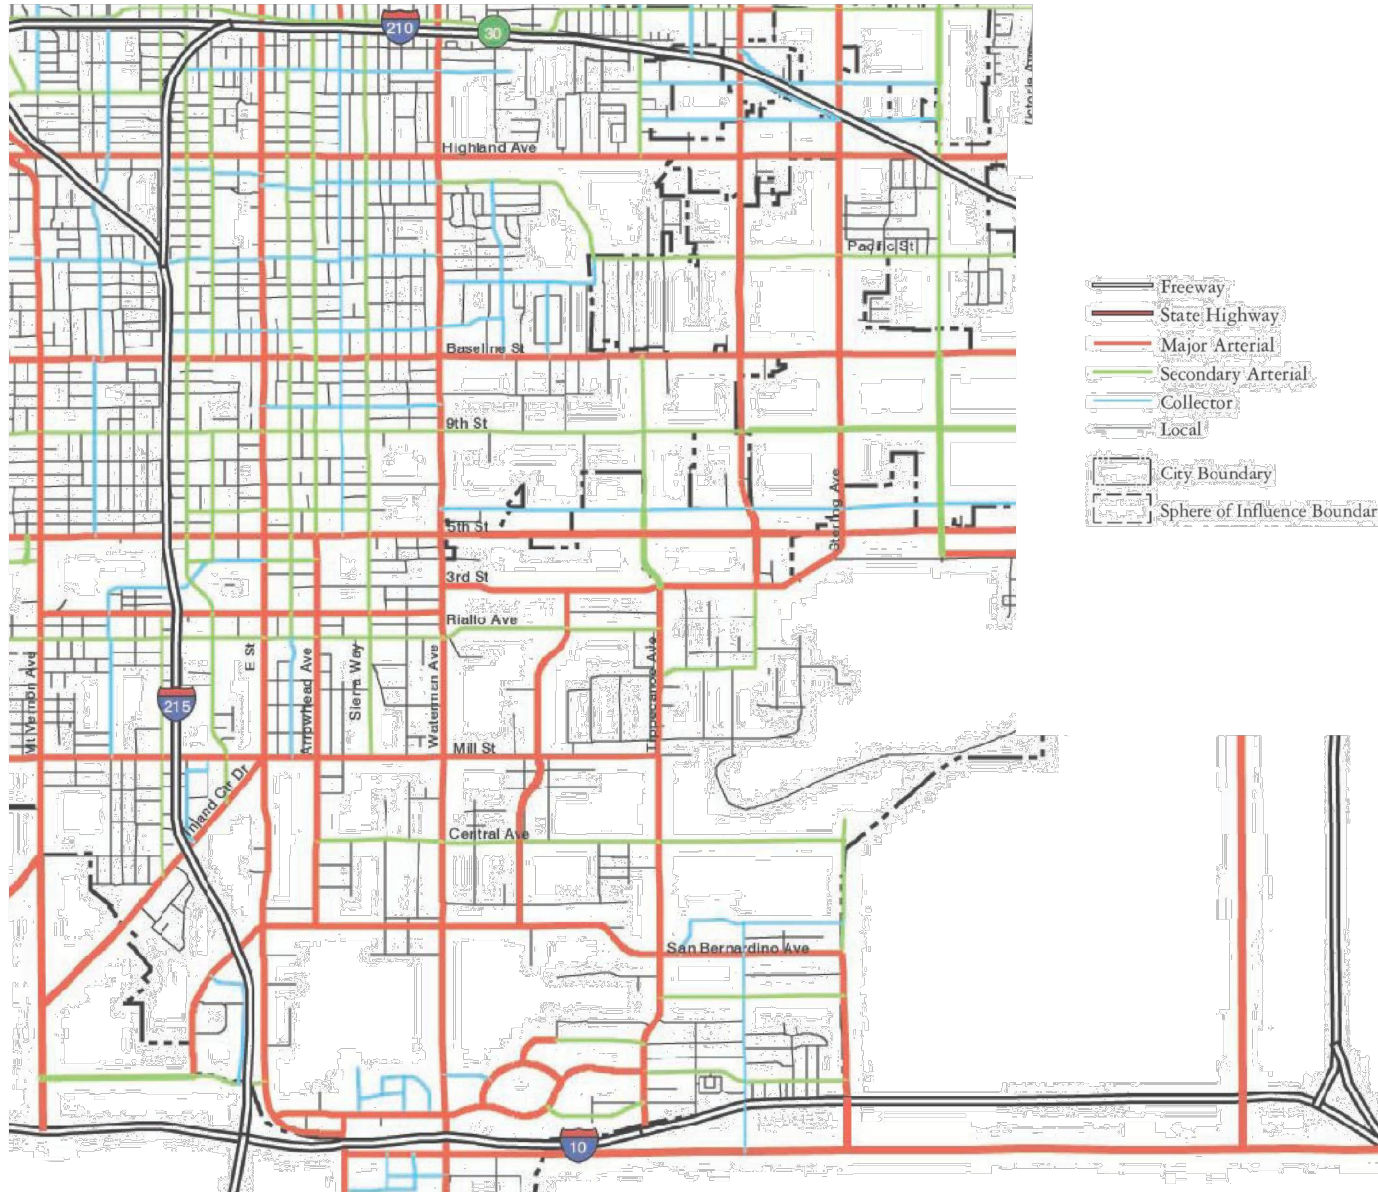 210
30
Victoria Ave
Highland Ave
Pacific St
Freeway
State Highway
Major Arterial
Secondary Arterial
Collector
Local
City Boundary
Sphere of Influence Boundar
Baseline St
9th St
Sterling Ave
5th St
3rd St
Rialto Ave
Mt Vernon Ave
E St
Arrowhead Ave
Sierra Way
Waterman Ave
Tippecanoe Ave
215
Mill St
Inland Ctr Dr
Central Ave
San Bernardino Ave
10